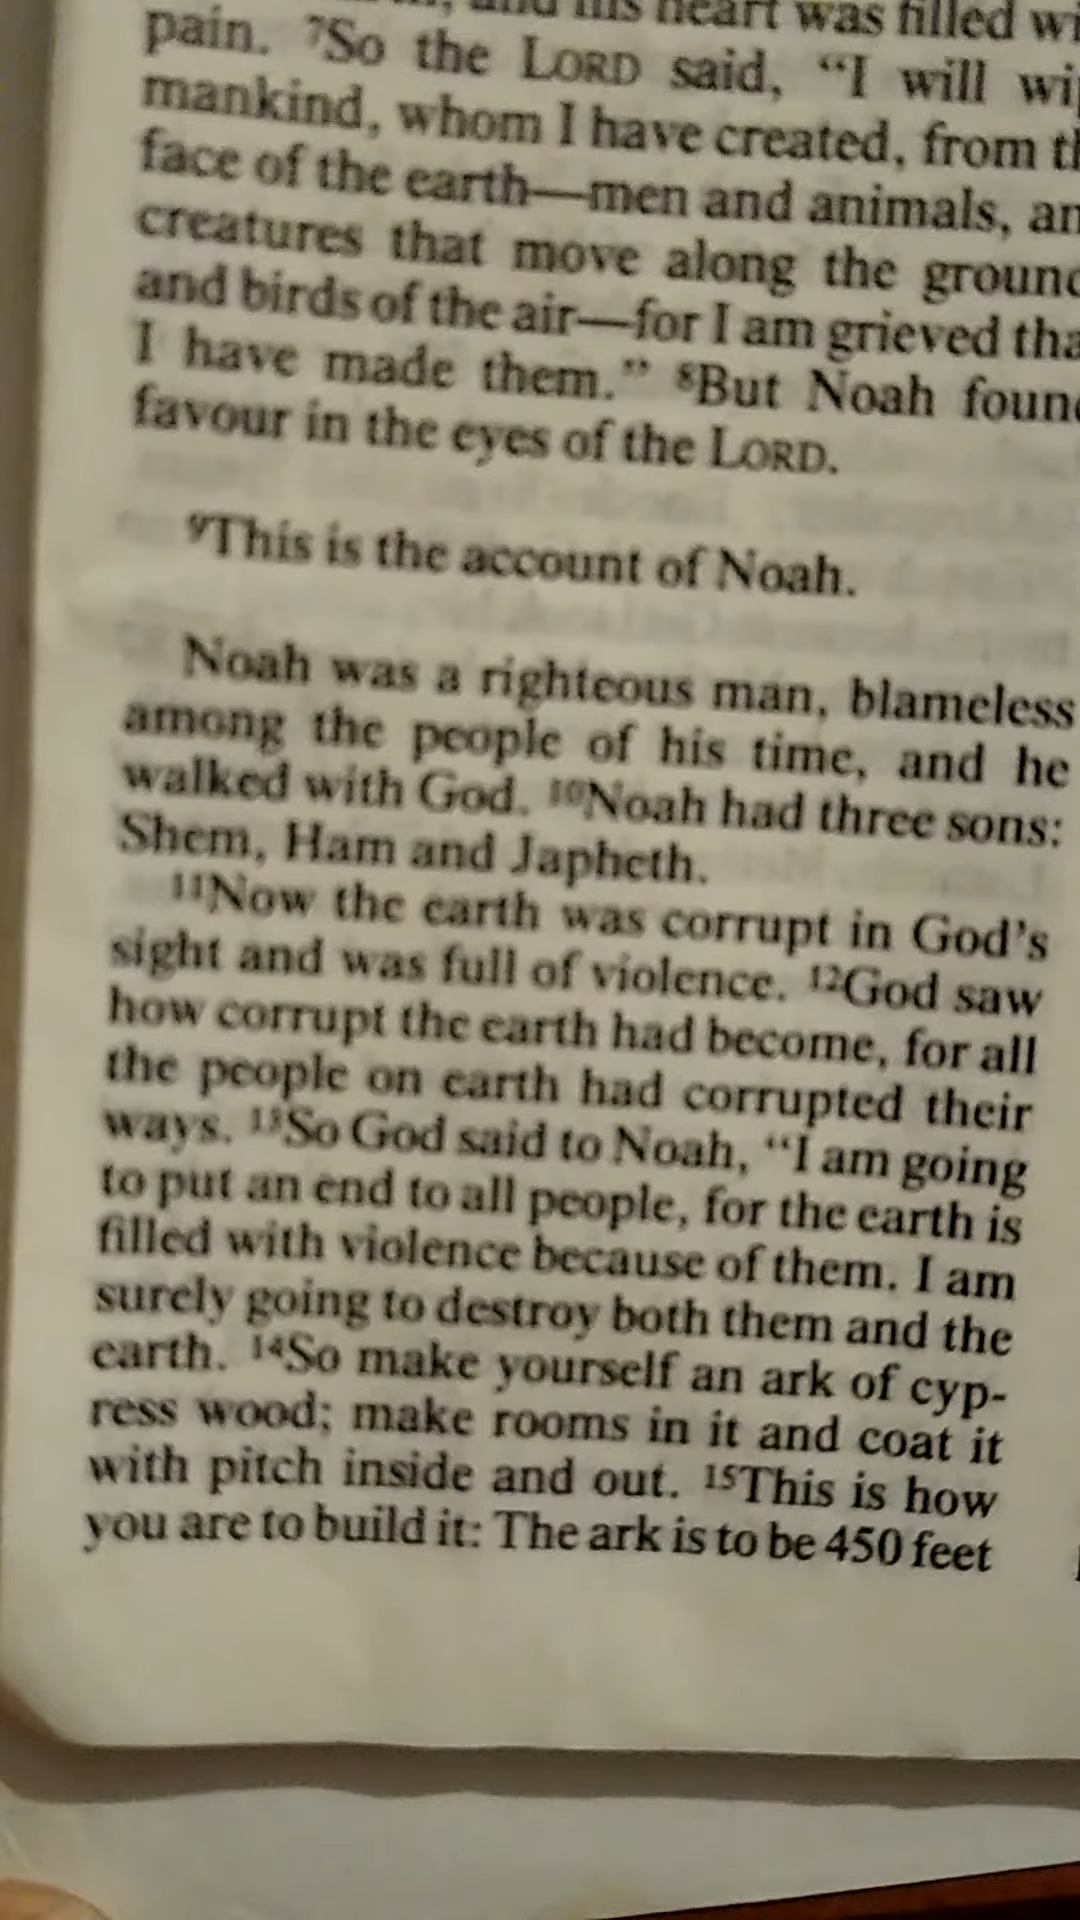 and his heart was filled wi
pain. ⁷So the LORD said, “I will wip
mankind, whom I have created, from th
face of the earth—men and animals, an
creatures that move along the ground
and birds of the air—for I am grieved tha
I have made them.” ⁸But Noah found
favour in the eyes of the LORD.
⁹This is the account of Noah.
Noah was a righteous man, blameless
among the people of his time, and he
walked with God. ¹⁰Noah had three sons:
Shem, Ham and Japheth.
¹¹Now the earth was corrupt in God’s
sight and was full of violence. ¹²God saw
how corrupt the earth had become, for all
the people on earth had corrupted their
ways. ¹³So God said to Noah, “I am going
to put an end to all people, for the earth is
filled with violence because of them. I am
surely going to destroy both them and the
earth. ¹⁴So make yourself an ark of cyp-
ress wood; make rooms in it and coat it
with pitch inside and out. ¹⁵This is how
you are to build it: The ark is to be 450 feet